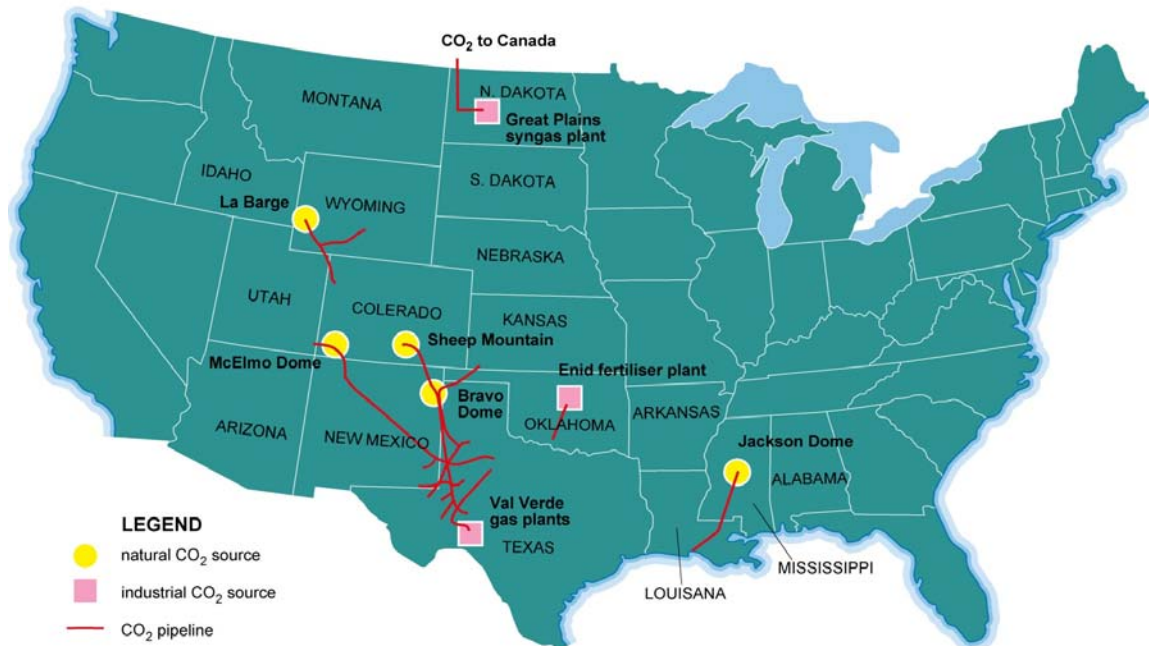 CO₂ to Canada
N. DAKOTA
MONTANA
Great Plains
syngas plant
IDAHO
S. DAKOTA
La Barge
WYOMING
NEBRASKA
UTAH
COLERADO
KANSAS
McElmo Dome
Sheep Mountain
Enid fertiliser plant
Bravo
Dome
ARKANSAS
OKLAHOMA
ARIZONA
NEW MEXICO
Jackson Dome
ALABAMA
Val Verde
gas plants
TEXAS
MISSISSIPPI
LOUISANA
LEGEND
natural CO₂ source
industrial CO₂ source
CO₂ pipeline